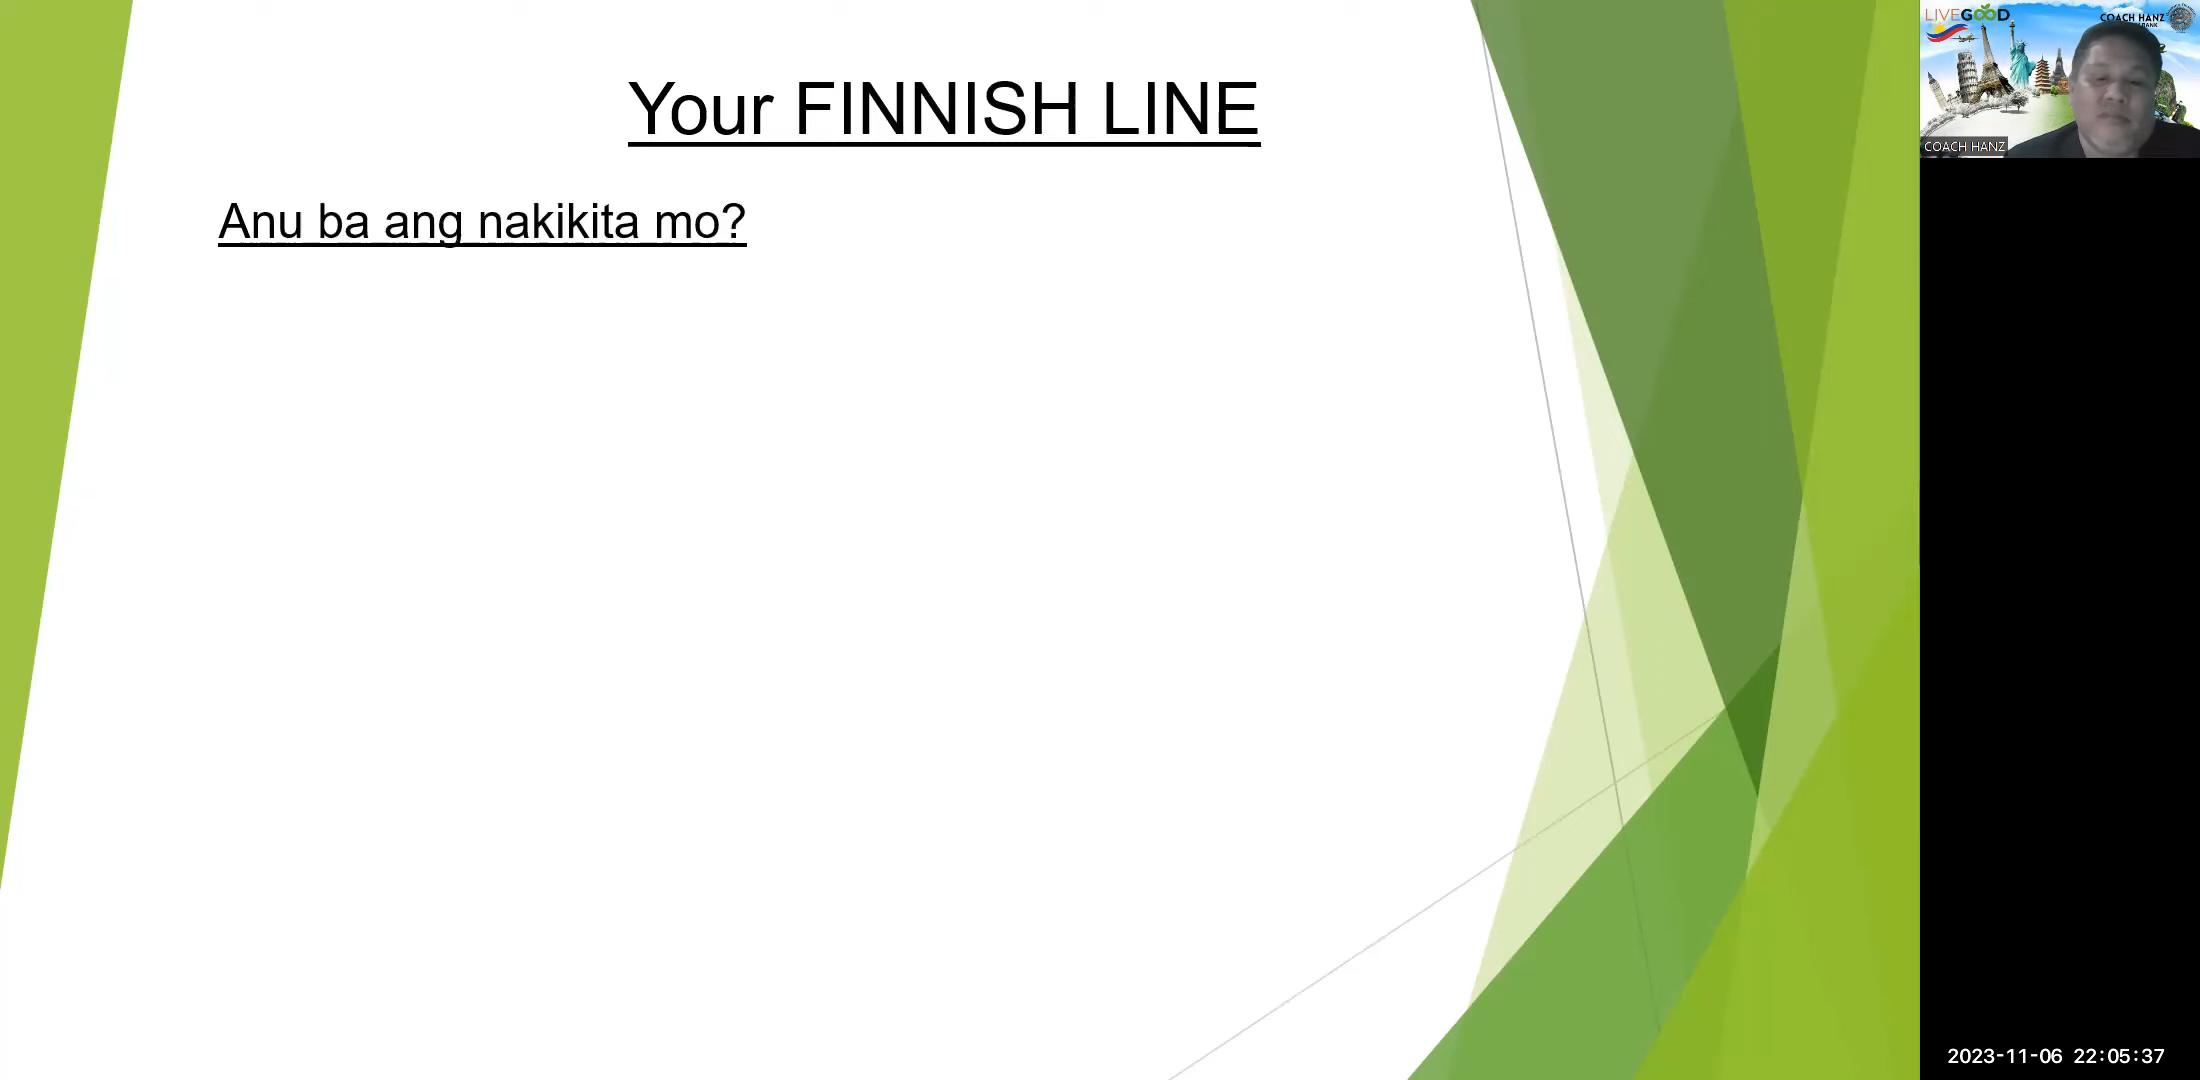 Your FINNISH LINE
Anu ba ang nakikita mo?
LIVEGOOD
COACH HANZ
COACH HANZ
2023-11-06 22:05:37